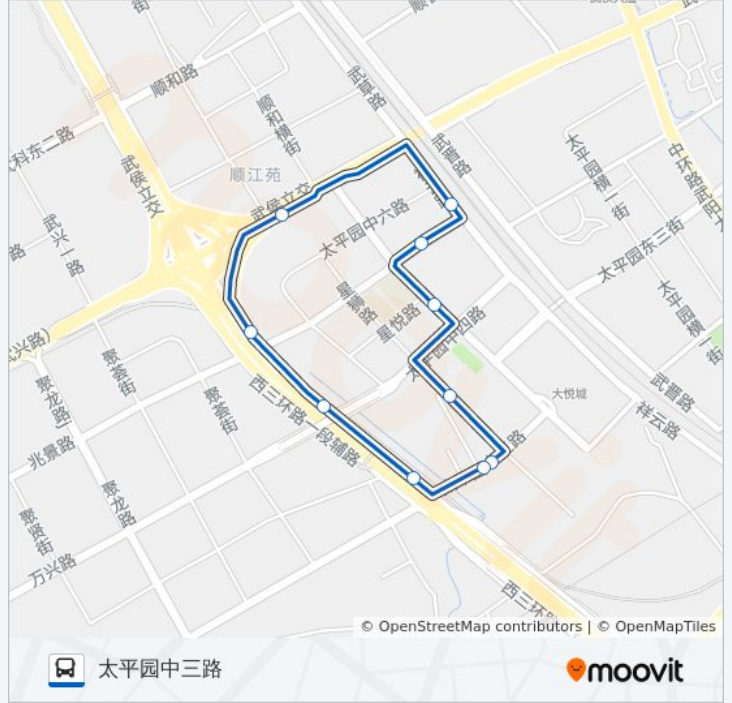 顺和路
武草路
顺和横街
武科东二路
武侯立交
顺江苑
武晋路
太平园横一街
中环路武阳大
武侯立交
武兴一路
太平园中六路
太平园东三街
星狮路
星悦路
太平园中四路
太平园横一街
聚荟街
聚龙路
聚荟街
西三环路一段辅路
大悦城
武晋路
祥云路
兆景路
聚龙路
聚贤街
万兴路
西三环路
© OpenStreetMap contributors | © OpenMapTiles
太平园中三路
moovit